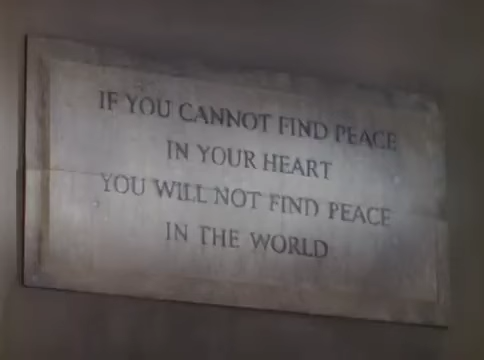 IF YOU CANNOT FIND PEACE
IN YOUR HEART
YOU WILL NOT FIND PEACE
IN THE WORLD